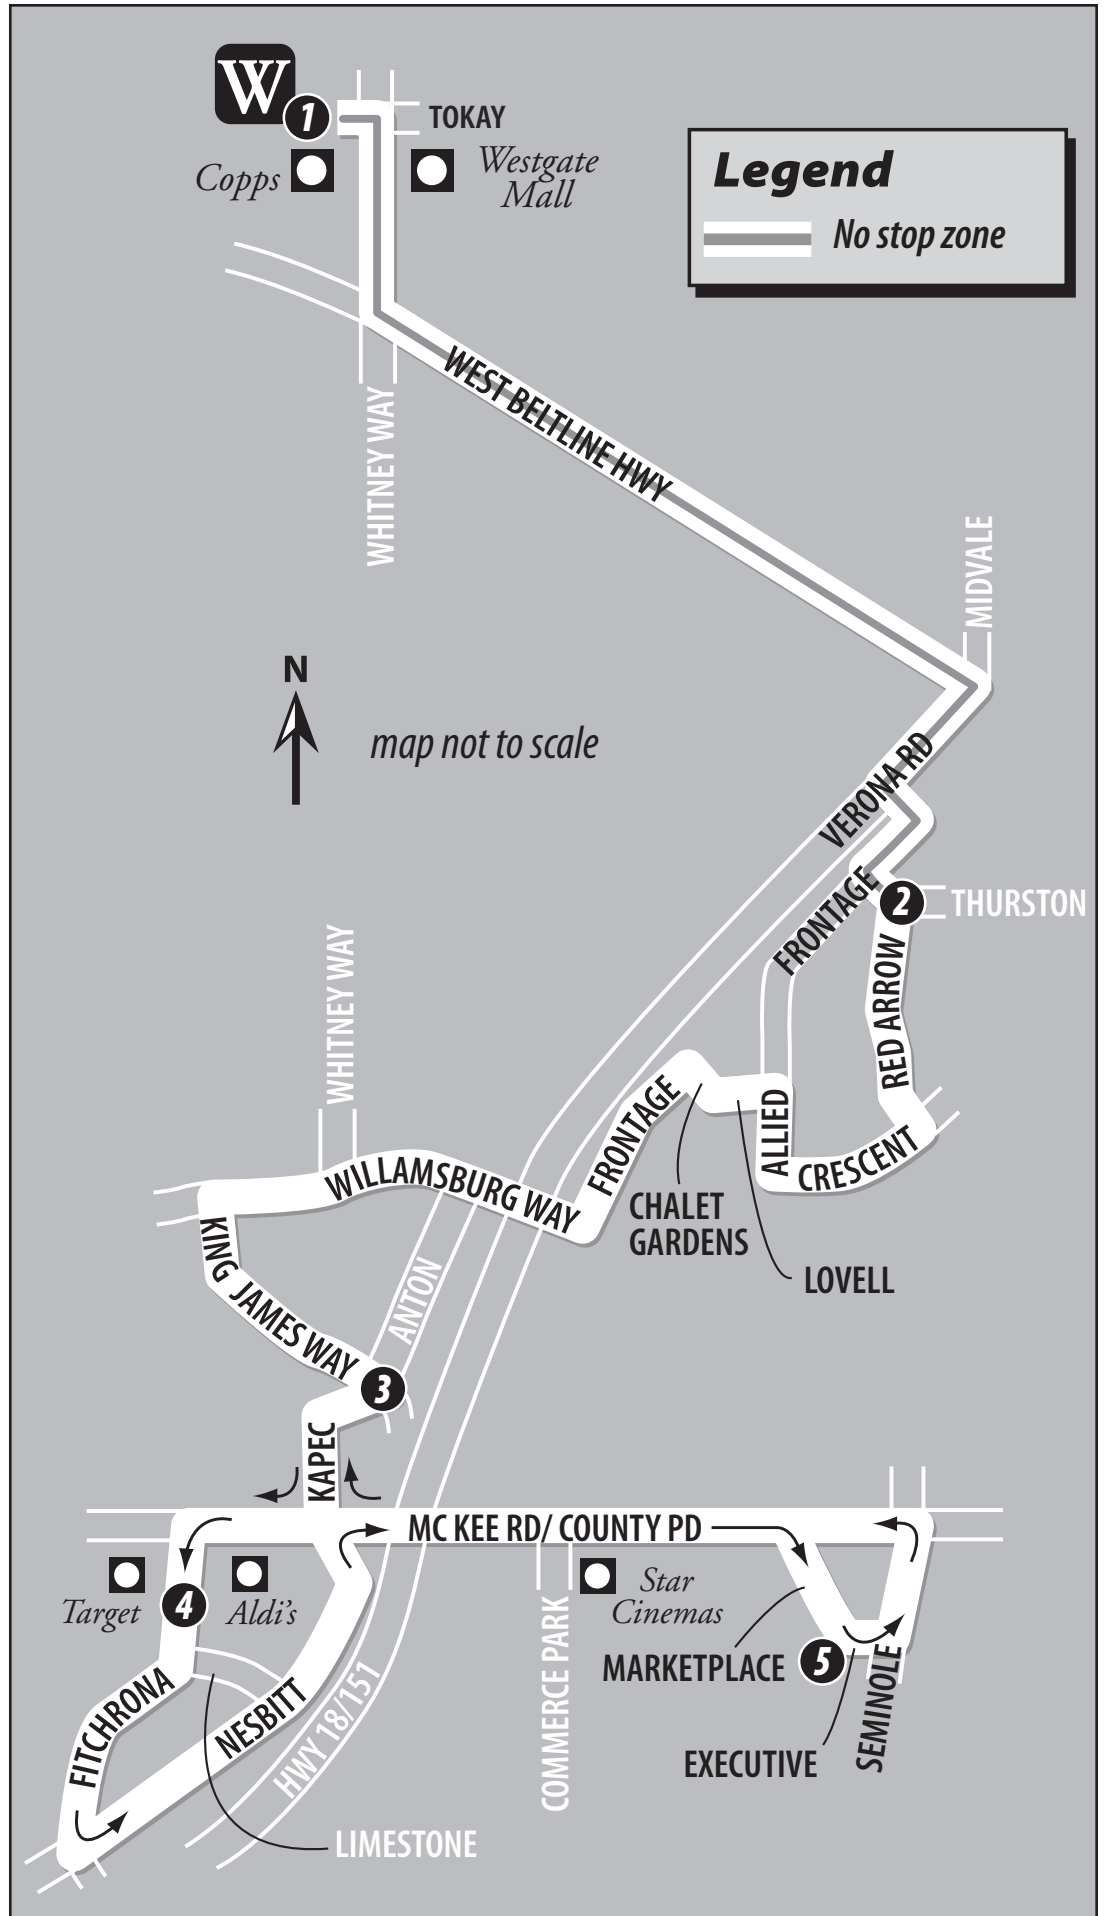 W
1
TOKAY
Copps
Westgate
Mall
Legend
No stop zone
WEST BELTLINE HWY
WHITNEY WAY
MIDVALE
N
map not to scale
VERONA RD
FRONTAGE
2
THURSTON
RED ARROW
WHITNEY WAY
FRONTAGE
ALLIED
CRESCENT
WILLAMSBURG WAY
CHALET
GARDENS
LOVELL
KING JAMES WAY
ANTON
3
KAPEC
MC KEE RD/ COUNTY PD
Target
4
Aldi's
Star
Cinemas
COMMERCE PARK
MARKETPLACE
5
SEMINOLE
EXECUTIVE
FITCHRONA
NESBITT
HWY 18/151
LIMESTONE